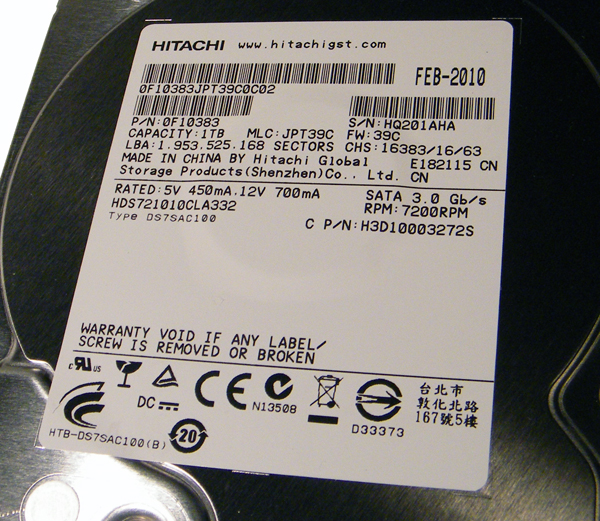 HITACHI www.hitachigst.com
FEB-2010
0F10383JPT39C0C02
P/N:0F10383 S/N:HQ201AHA
CAPACITY:1TB MLC:JPT39C FW:39C
LBA:1.953.525.168 SECTORS CHS:16383/16/63
MADE IN CHINA BY Hitachi Global E182115 CN
Storage Products(Shenzhen)Co., Ltd. CN
RATED:5V 450mA.12V 700mA SATA 3.0 Gb/s
HDS721010CLA332 RPM:7200RPM
Type DS7SAC100
C P/N:H3D10003272S
WARRANTY VOID IF ANY LABEL/
SCREW IS REMOVED OR BROKEN
c RU US
DC
CE
N13508
D33373
台北市
敦化北路
167號5樓
HTB-DS7SAC100(B)
20